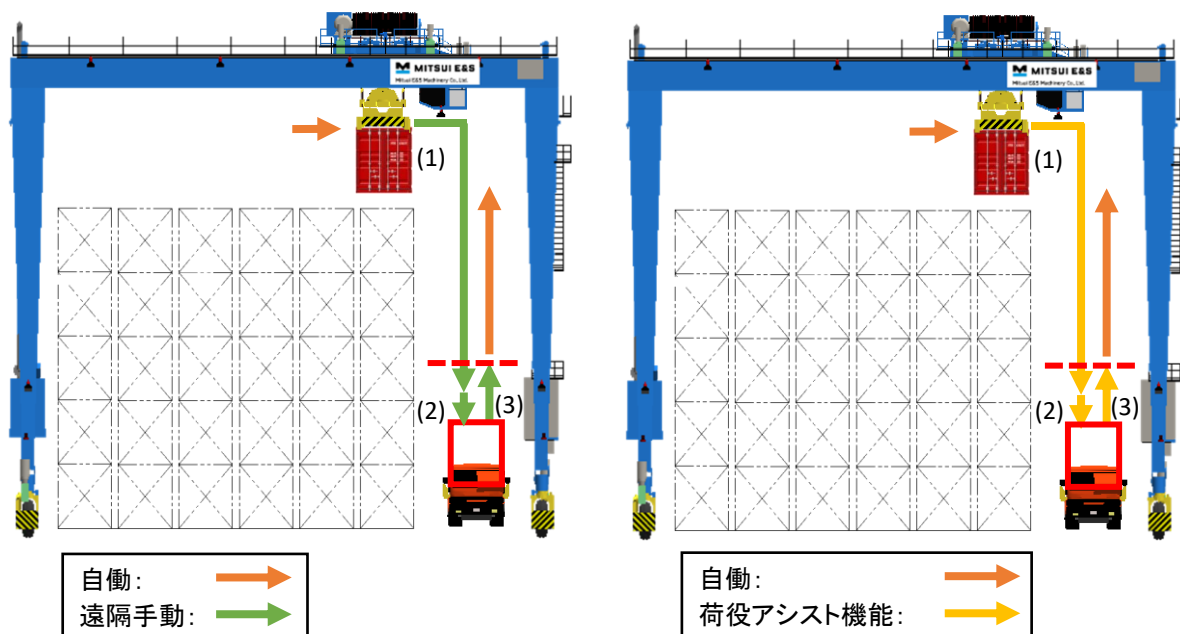 MITSUI E&S
Mitsui E&S Machinery Co., Ltd.
(1)
(2)
(3)
自働:
遠隔手動:
MITSUI E&S
Mitsui E&S Machinery Co., Ltd.
(1)
(2)
(3)
自働:
荷役アシスト機能: